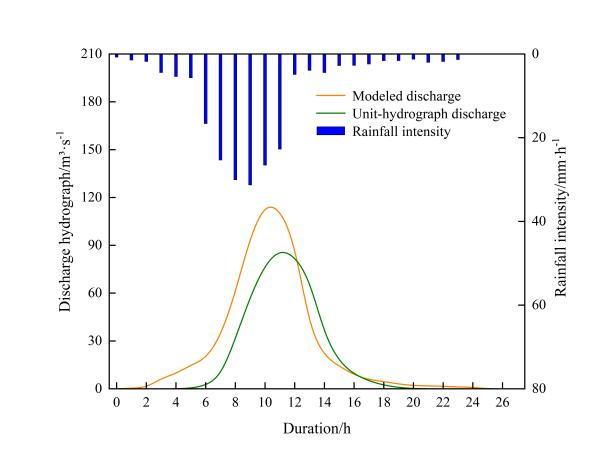 210
180
150
120
90
60
30
0
Discharge hydrograph/m³·s⁻¹
0
20
40
60
80
Rainfall intensity/mm·h⁻¹
Modeled discharge
Unit-hydrograph discharge
Rainfall intensity
0 2 4 6 8 10 12 14 16 18 20 22 24 26
Duration/h